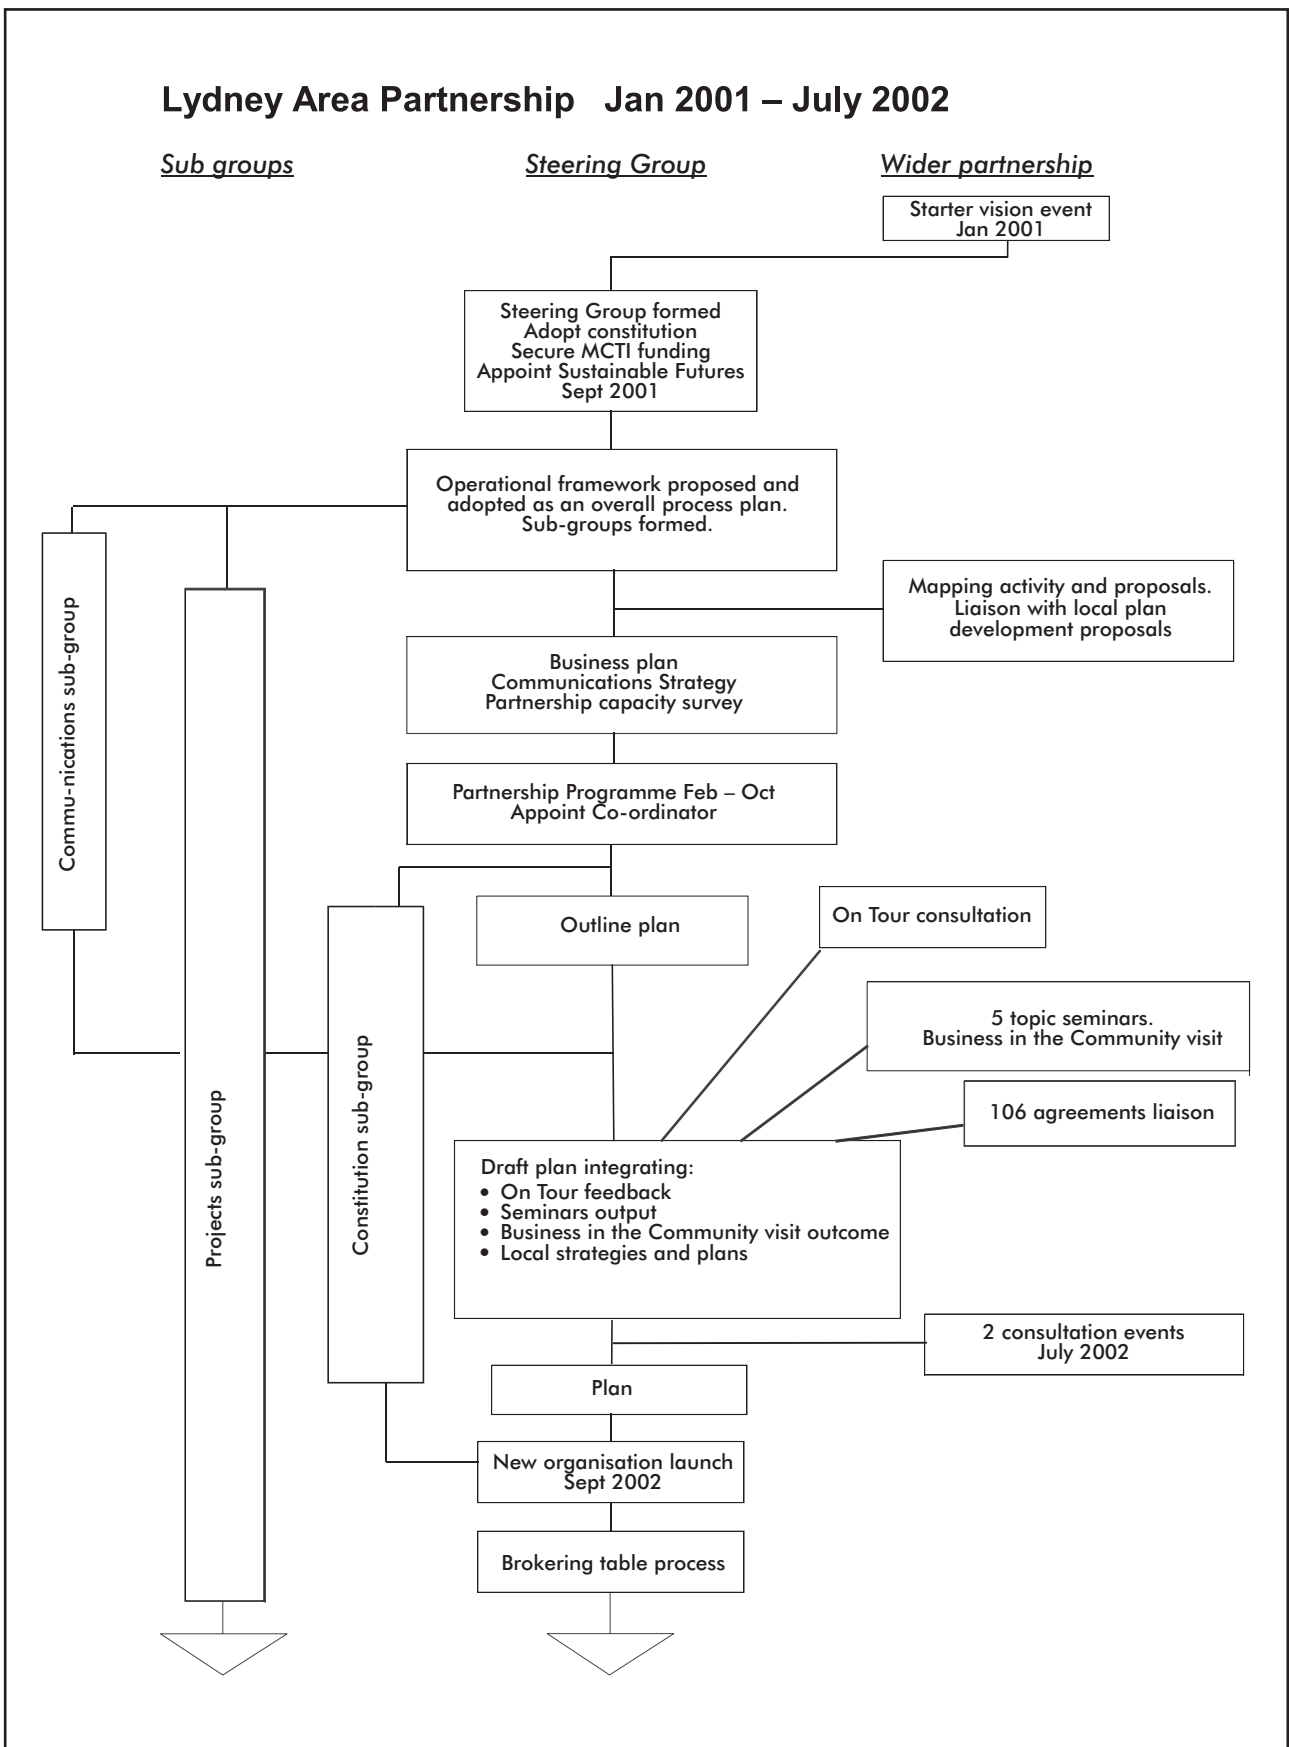 Lydney Area Partnership   Jan 2001 – July 2002
Sub groups
Steering Group
Wider partnership
Starter vision event
Jan 2001
Steering Group formed
Adopt constitution
Secure MCTI funding
Appoint Sustainable Futures
Sept 2001
Operational framework proposed and
adopted as an overall process plan.
Sub-groups formed.
Mapping activity and proposals.
Liaison with local plan
development proposals
Commu-nications sub-group
Projects sub-group
Business plan
Communications Strategy
Partnership capacity survey
Partnership Programme Feb – Oct
Appoint Co-ordinator
Constitution sub-group
Outline plan
On Tour consultation
5 topic seminars.
Business in the Community visit
106 agreements liaison
Draft plan integrating:
• On Tour feedback
• Seminars output
• Business in the Community visit outcome
• Local strategies and plans
2 consultation events
July 2002
Plan
New organisation launch
Sept 2002
Brokering table process